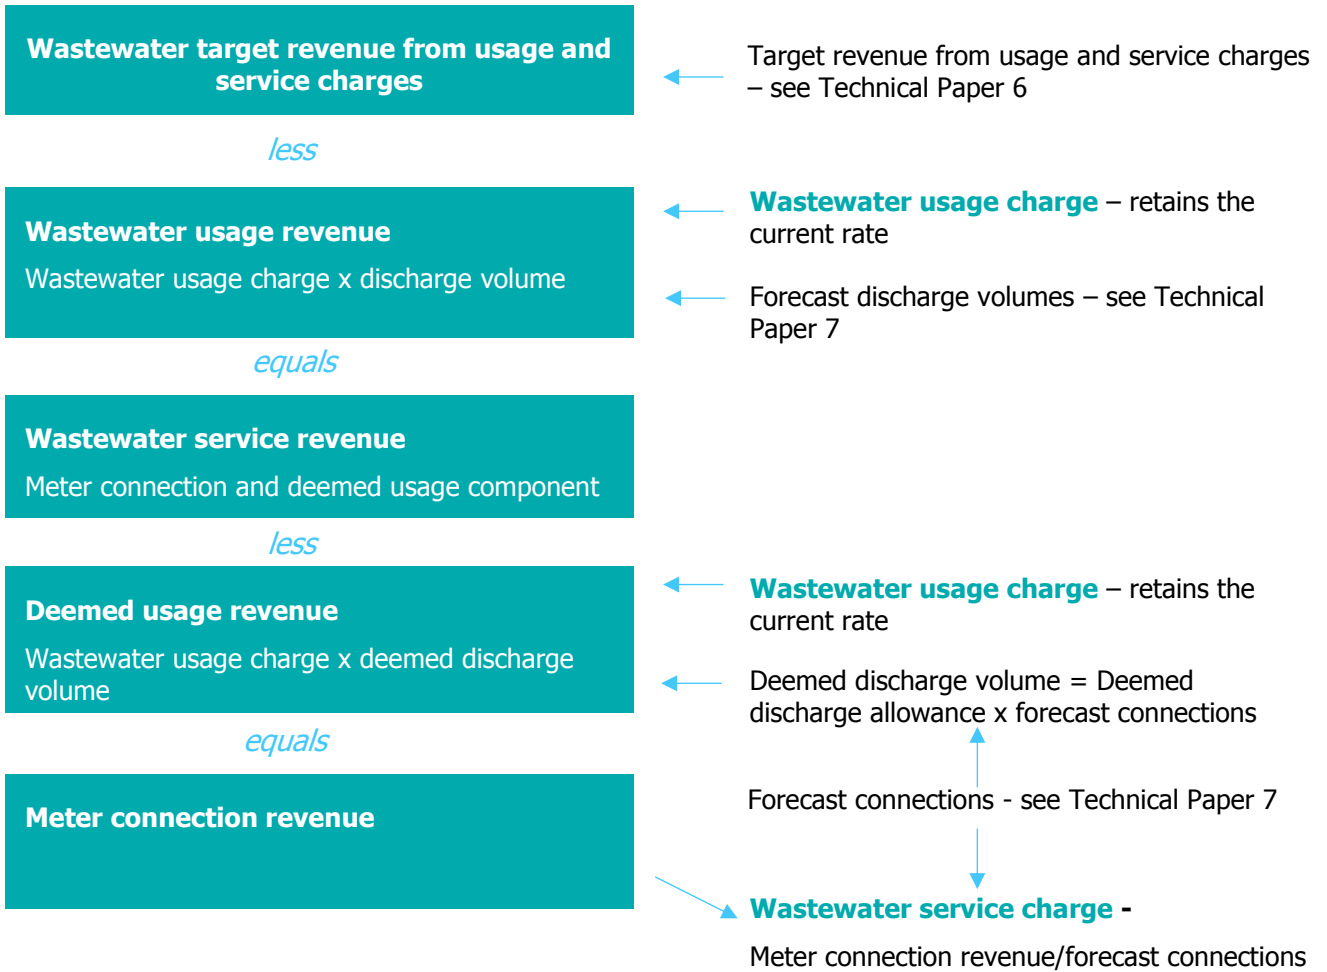 Wastewater target revenue from usage and
service charges
Target revenue from usage and service charges
– see Technical Paper 6
less
Wastewater usage revenue
Wastewater usage charge x discharge volume
Wastewater usage charge – retains the
current rate
Forecast discharge volumes – see Technical
Paper 7
equals
Wastewater service revenue
Meter connection and deemed usage component
less
Deemed usage revenue
Wastewater usage charge x deemed discharge
volume
Wastewater usage charge – retains the
current rate
Deemed discharge volume = Deemed
discharge allowance x forecast connections
equals
Meter connection revenue
Forecast connections - see Technical Paper 7
Wastewater service charge -
Meter connection revenue/forecast connections